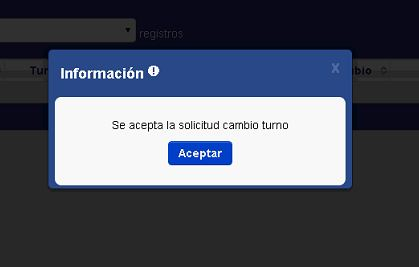 registros
Información
X
Se acepta la solicitud cambio turno
Aceptar